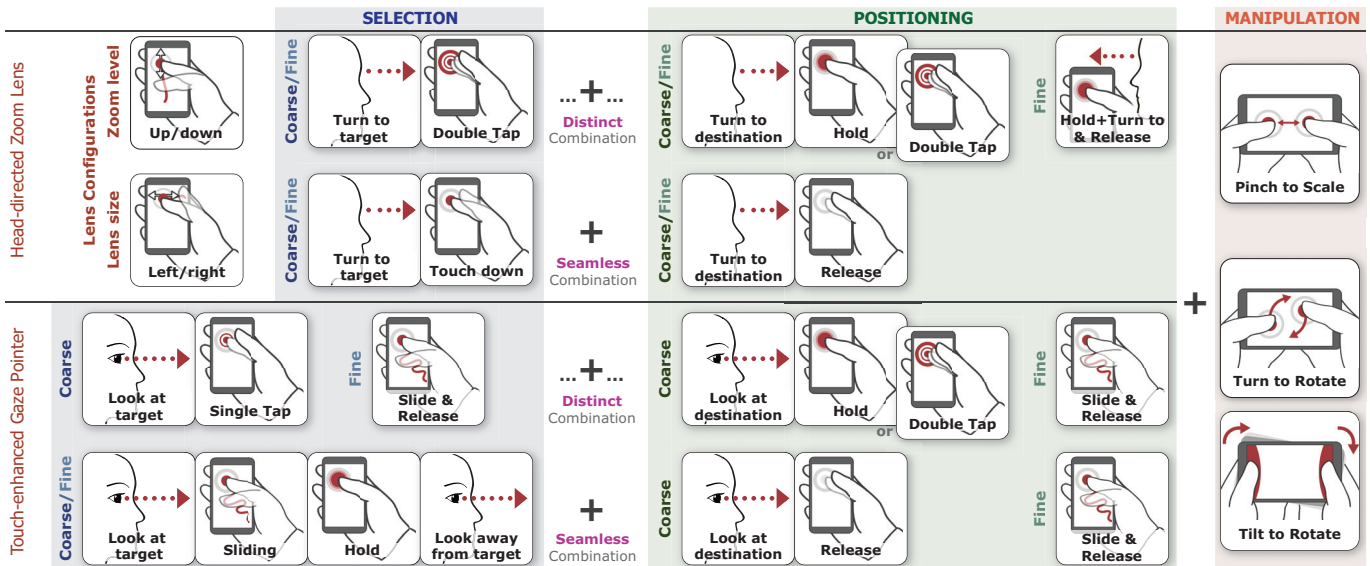 SELECTION
POSITIONING
MANIPULATION
Head-directed Zoom Lens
Lens Configurations
Zoom level
Up/down
Coarse/Fine
Turn to
target
Double Tap
...+...
Distinct
Combination
Coarse/Fine
Turn to
destination
Hold
or
Double Tap
Fine
Hold+Turn to
& Release
Pinch to Scale
Lens size
Left/right
Coarse/Fine
Turn to
target
Touch down
+
Seamless
Combination
Coarse/Fine
Turn to
destination
Release
+
Turn to Rotate
Touch-enhanced Gaze Pointer
Coarse
Look at
target
Single Tap
Fine
Slide &
Release
...+...
Distinct
Combination
Coarse
Look at
destination
Hold
or
Double Tap
Fine
Slide &
Release
Tilt to Rotate
Coarse/Fine
Look at
target
Sliding
Hold
Look away
from target
+
Seamless
Combination
Coarse
Look at
destination
Release
Fine
Slide &
Release